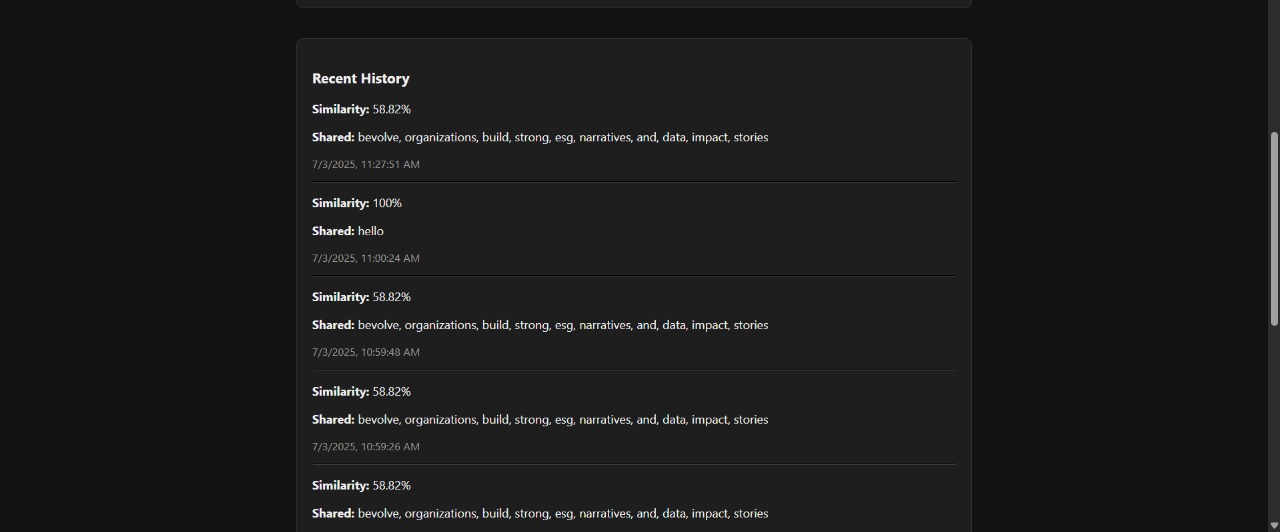 Recent History
Similarity: 58.82%
Shared: bevolve, organizations, build, strong, esg, narratives, and, data, impact, stories
7/3/2025, 11:27:51 AM
Similarity: 100%
Shared: hello
7/3/2025, 11:00:24 AM
Similarity: 58.82%
Shared: bevolve, organizations, build, strong, esg, narratives, and, data, impact, stories
7/3/2025, 10:59:48 AM
Similarity: 58.82%
Shared: bevolve, organizations, build, strong, esg, narratives, and, data, impact, stories
7/3/2025, 10:59:26 AM
Similarity: 58.82%
Shared: bevolve, organizations, build, strong, esg, narratives, and, data, impact, stories